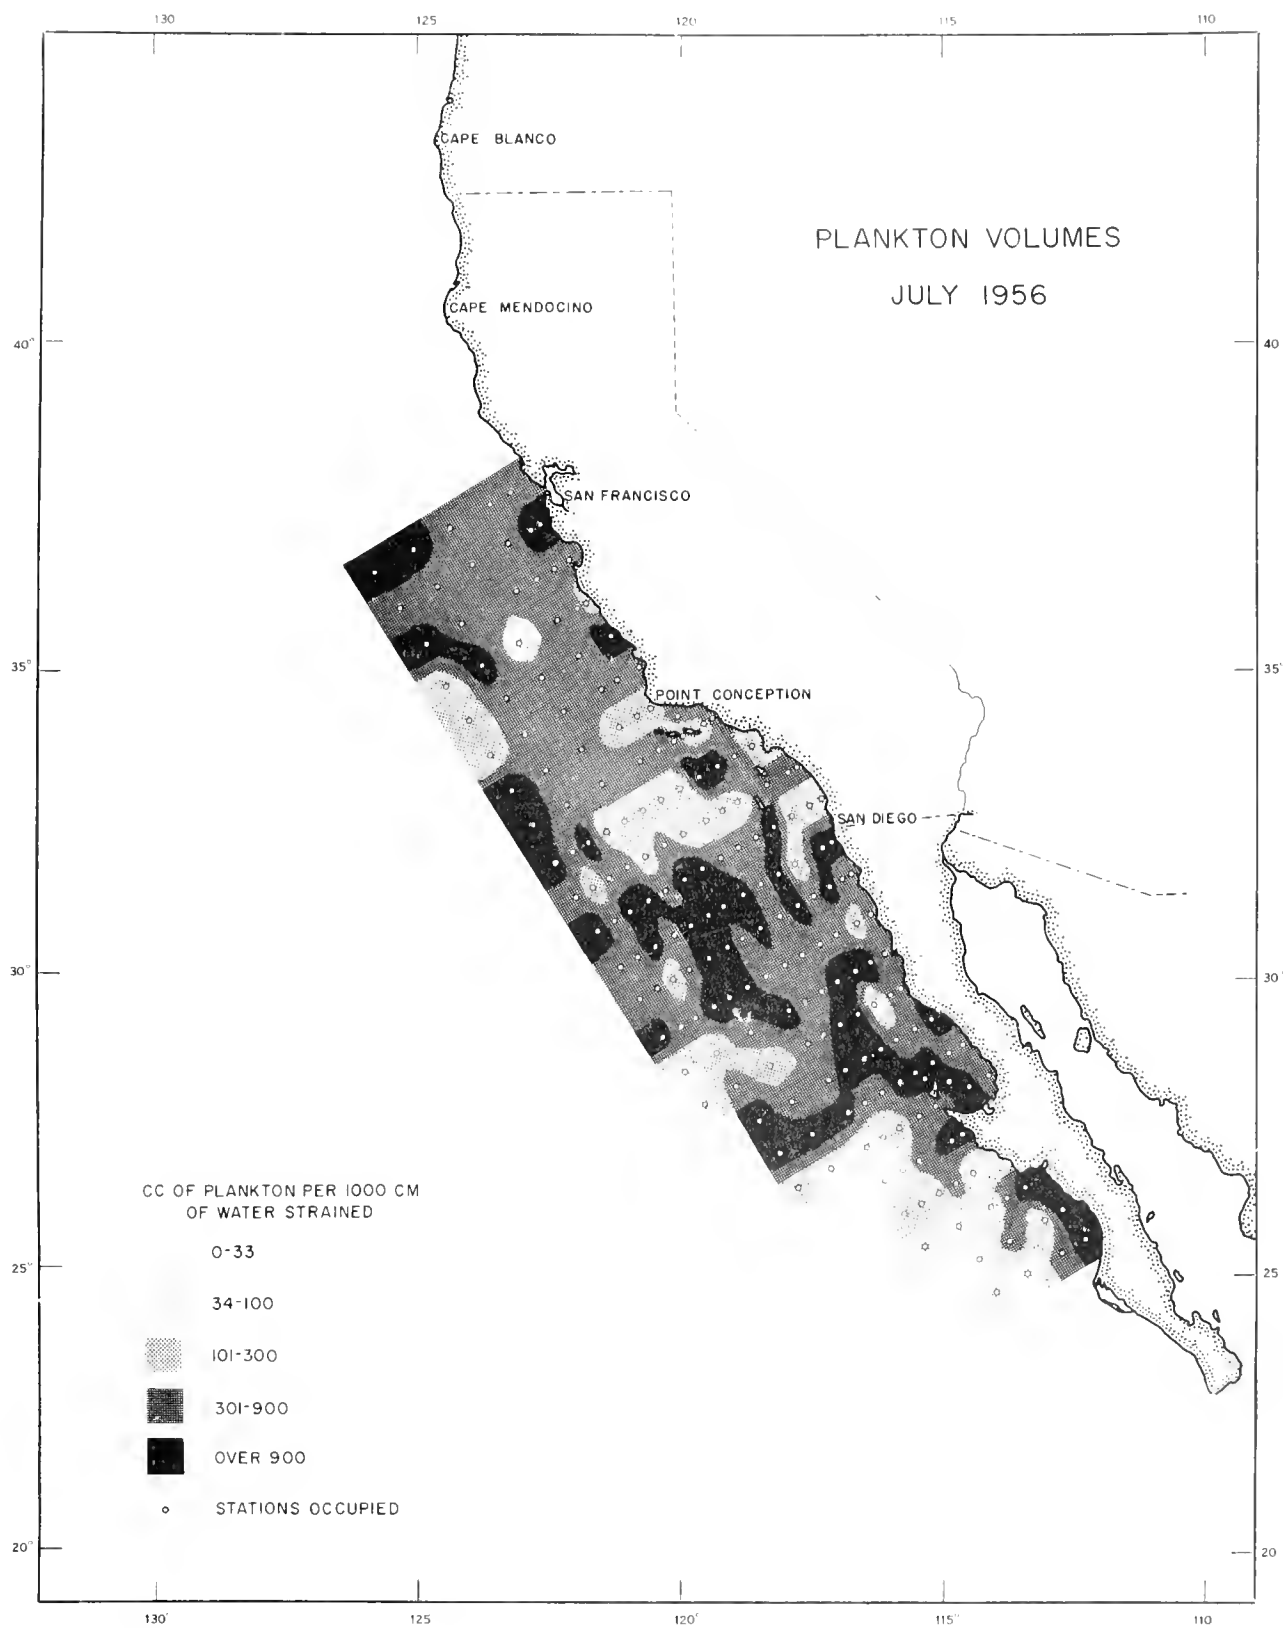 130 125 120 115 110
CAPE BLANCO
PLANKTON VOLUMES
JULY 1956
CAPE MENDOCINO
40° 40
SAN FRANCISCO
35° 35°
POINT CONCEPTION
SAN DIEGO
30° 30°
CC OF PLANKTON PER 1000 CM
OF WATER STRAINED
0-33
25° 25
34-100
101-300
301-900
OVER 900
STATIONS OCCUPIED
20° 20
130° 125 120° 115° 110